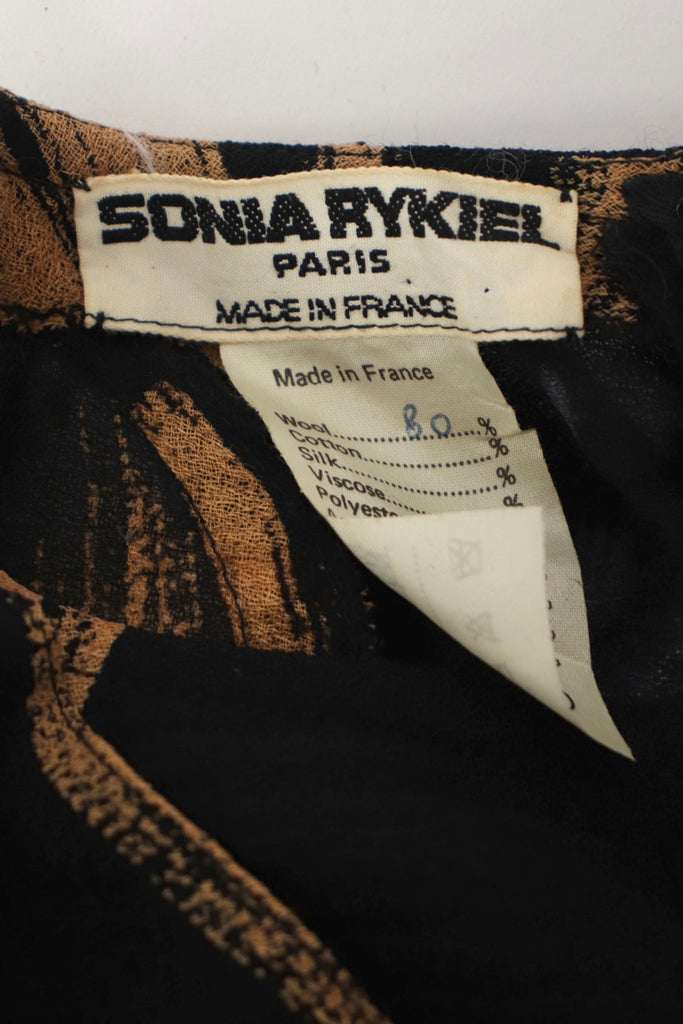 SONIA RYKIEL
PARIS
MADE IN FRANCE
Made in France
Wool..................80......%
Cotton........................%
Silk..........................%
Viscose.......................%